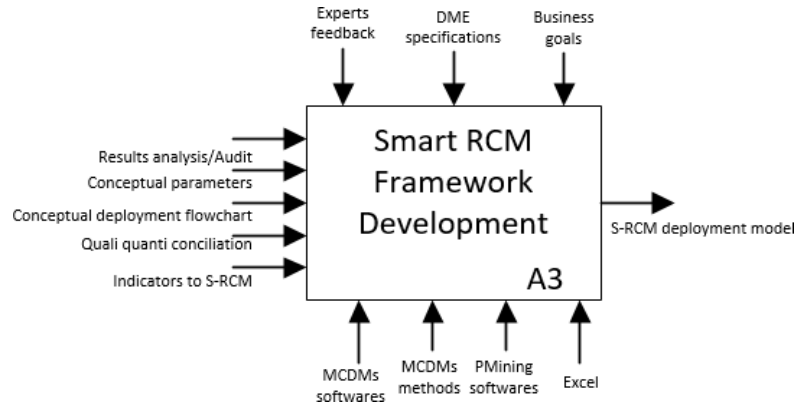 Experts
feedback
DME
specifications
Business
goals
Results analysis/Audit
Conceptual parameters
Conceptual deployment flowchart
Quali quanti conciliation
Indicators to S-RCM
Smart RCM
Framework
Development
A3
S-RCM deployment model
MCDMs
softwares
MCDMs
methods
PMining
softwares
Excel